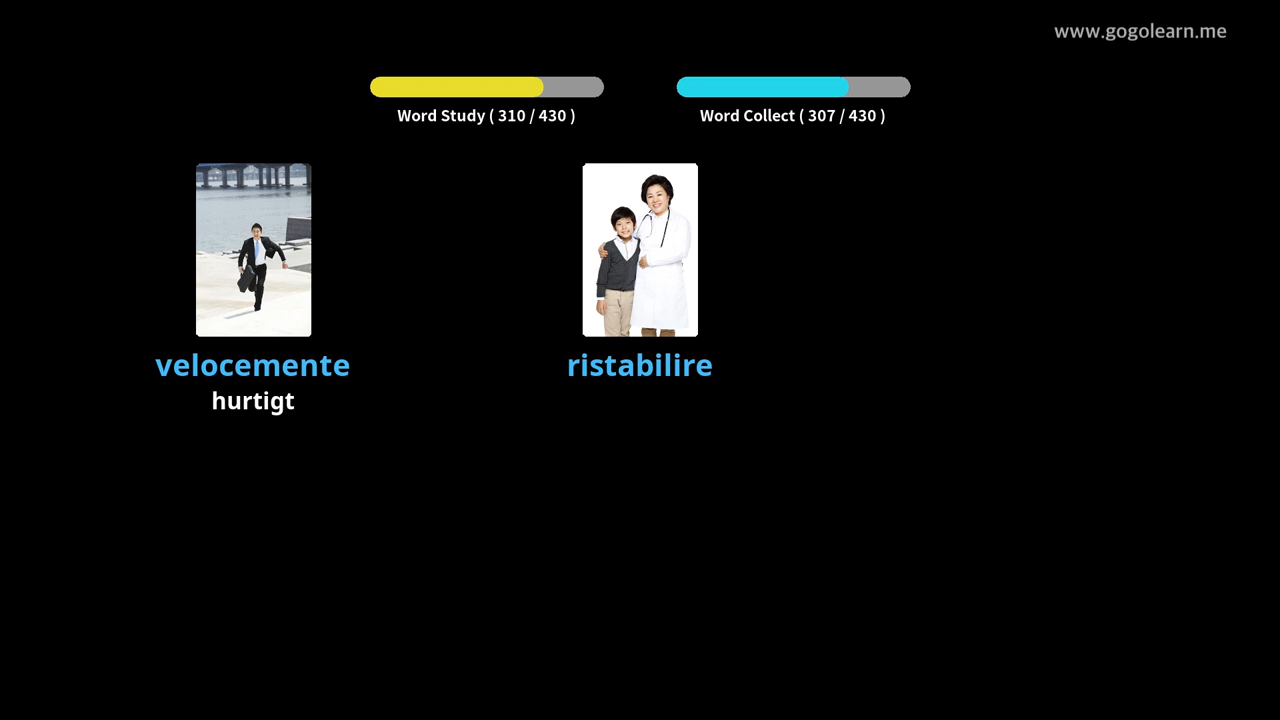 www.gogolearn.me
Word Study ( 310 / 430 )
Word Collect ( 307 / 430 )
velocemente
hurtigt
ristabilire